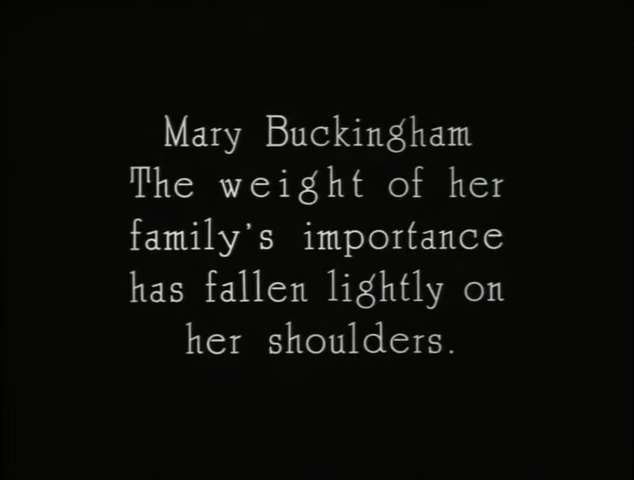 Mary Buckingham
The weight of her
family's importance
has fallen lightly on
her shoulders.